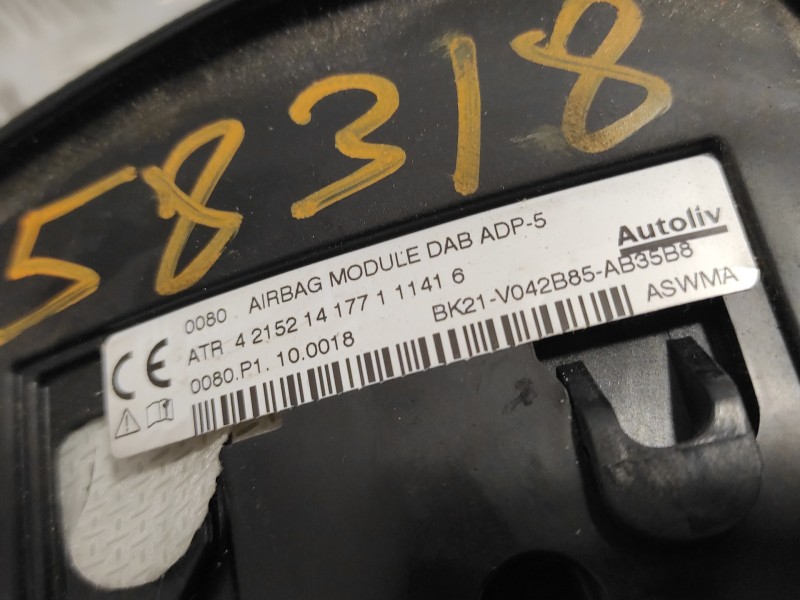 58318
CE 0080 AIRBAG MODULE DAB ADP-5 Autoliv
ATR 4 2152 14 177 1 1141 6 BK21-V042B85-AB35B8
0080.P1. 10.0018 ASWMA